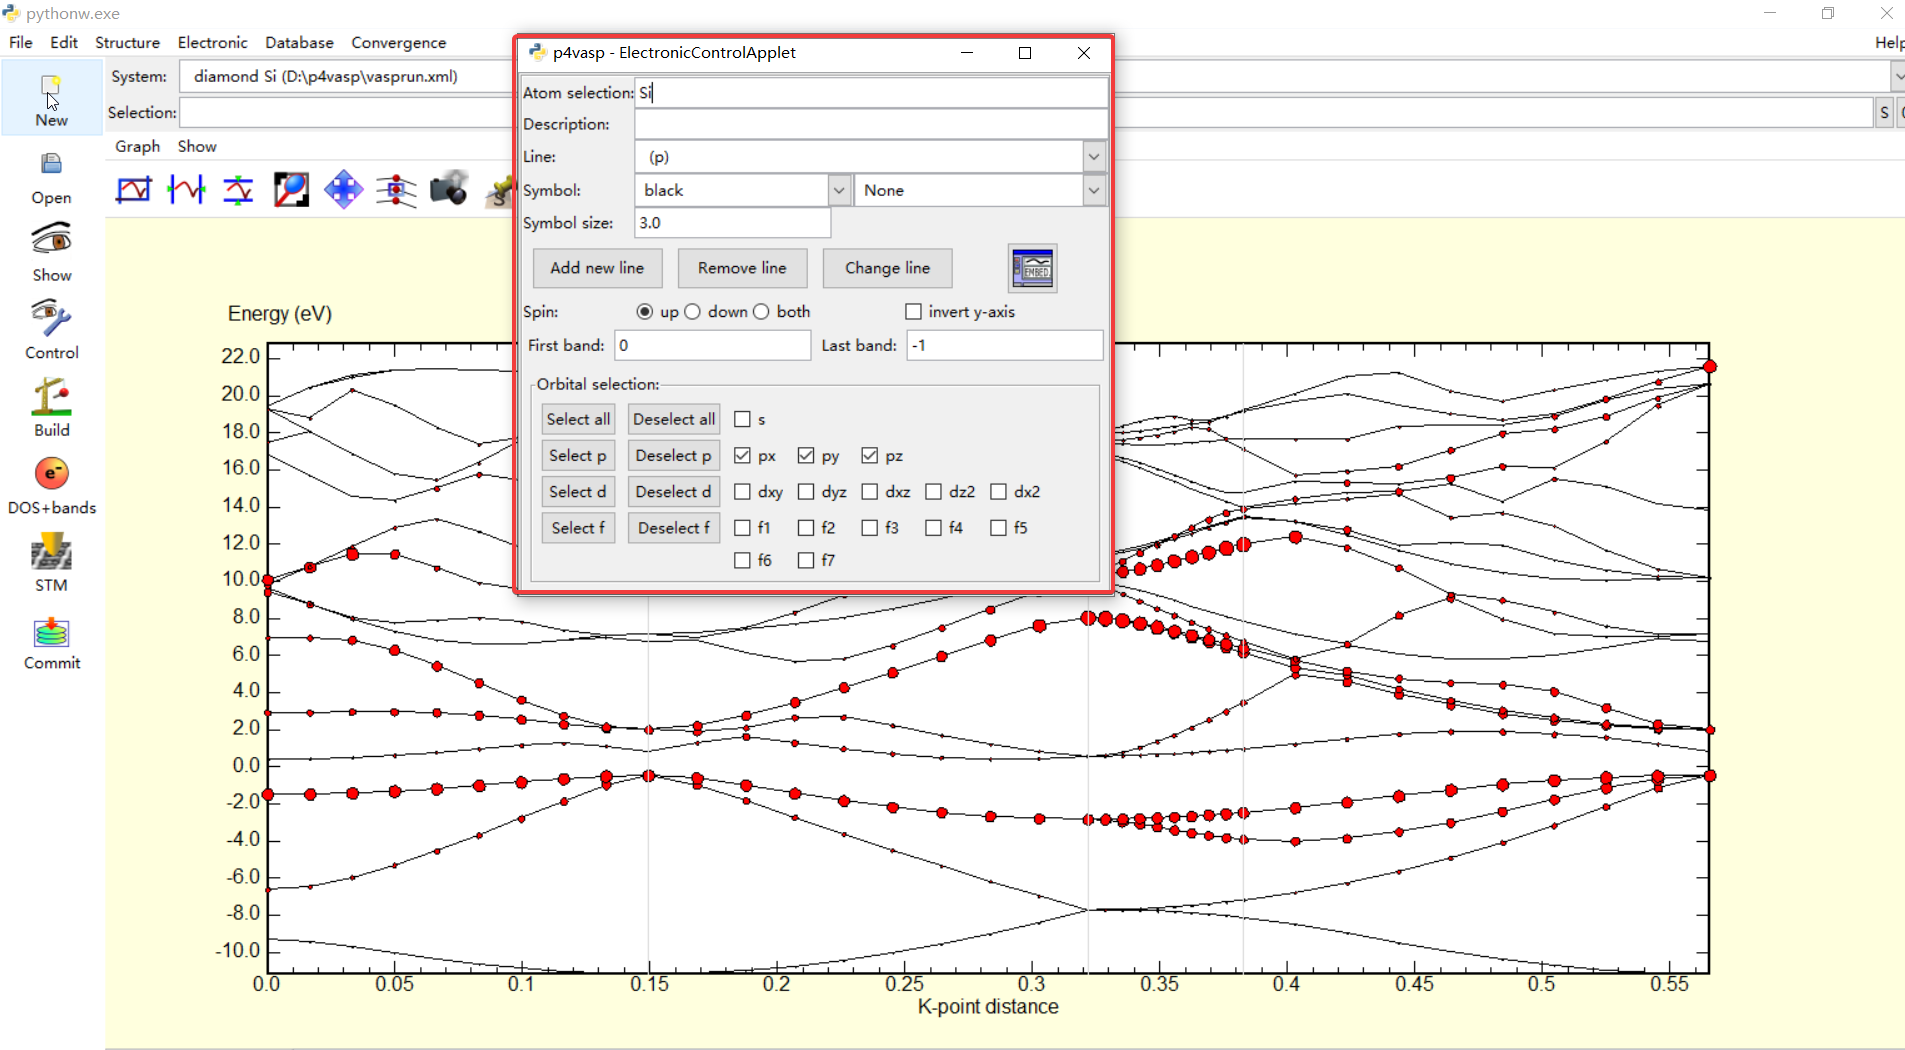 pythonw.exe
File Edit Structure Electronic Database Convergence Help
System: diamond Si (D:\p4vasp\vasprun.xml)
Selection: S
Graph Show
New
Open
Show
Control
Build
e-
DOS+bands
STM
Commit
p4vasp - ElectronicControlApplet
Atom selection: Si
Description:
Line: (p)
Symbol: black None
Symbol size: 3.0
Add new line Remove line Change line EMBED.
Spin: up down both invert y-axis
First band: 0 Last band: -1
Orbital selection:
Select all Deselect all s
Select p Deselect p px py pz
Select d Deselect d dxy dyz dxz dz2 dx2
Select f Deselect f f1 f2 f3 f4 f5
f6 f7
Energy (eV)
22.0
20.0
18.0
16.0
14.0
12.0
10.0
8.0
6.0
4.0
2.0
0.0
-2.0
-4.0
-6.0
-8.0
-10.0
0.0 0.05 0.1 0.15 0.2 0.25 0.3 0.35 0.4 0.45 0.5 0.55
K-point distance